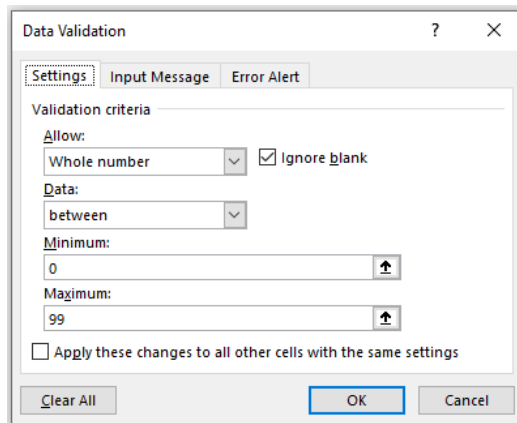 Data Validation ? ×
Settings Input Message Error Alert
Validation criteria
Allow:
Whole number Ignore blank
Data:
between
Minimum:
0
Maximum:
99
Apply these changes to all other cells with the same settings
Clear All OK Cancel